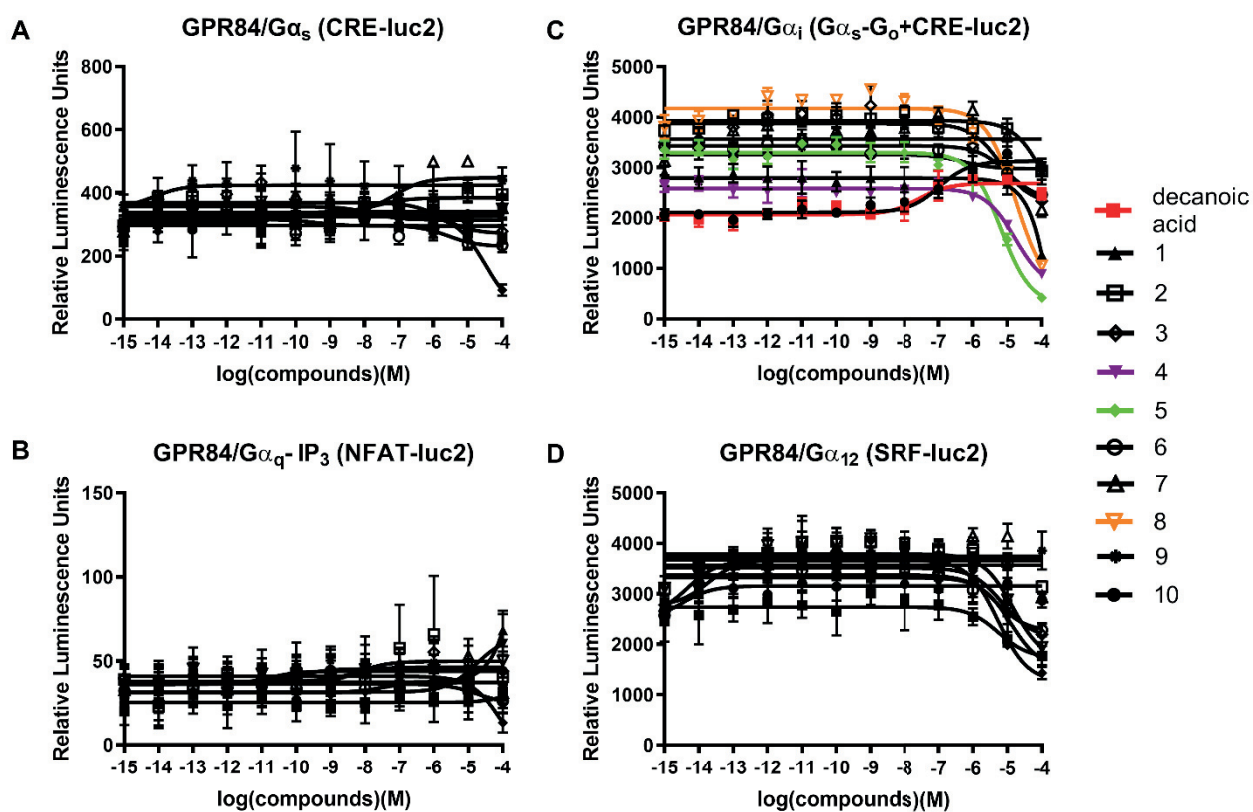 A
GPR84/Gαs (CRE-luc2)
Relative Luminescence Units
800
600
400
200
0
-15 -14 -13 -12 -11 -10 -9 -8 -7 -6 -5 -4
log(compounds)(M)
C
GPR84/Gαi (Gαs-Go+CRE-luc2)
Relative Luminescence Units
5000
4000
3000
2000
1000
0
-15 -14 -13 -12 -11 -10 -9 -8 -7 -6 -5 -4
log(compounds)(M)
decanoic
acid
1
2
3
4
5
6
7
8
9
10
B
GPR84/Gαq- IP3 (NFAT-luc2)
Relative Luminescence Units
150
100
50
0
-15 -14 -13 -12 -11 -10 -9 -8 -7 -6 -5 -4
log(compounds)(M)
D
GPR84/Gα12 (SRF-luc2)
Relative Luminescence Units
5000
4000
3000
2000
1000
0
-15 -14 -13 -12 -11 -10 -9 -8 -7 -6 -5 -4
log(compounds)(M)